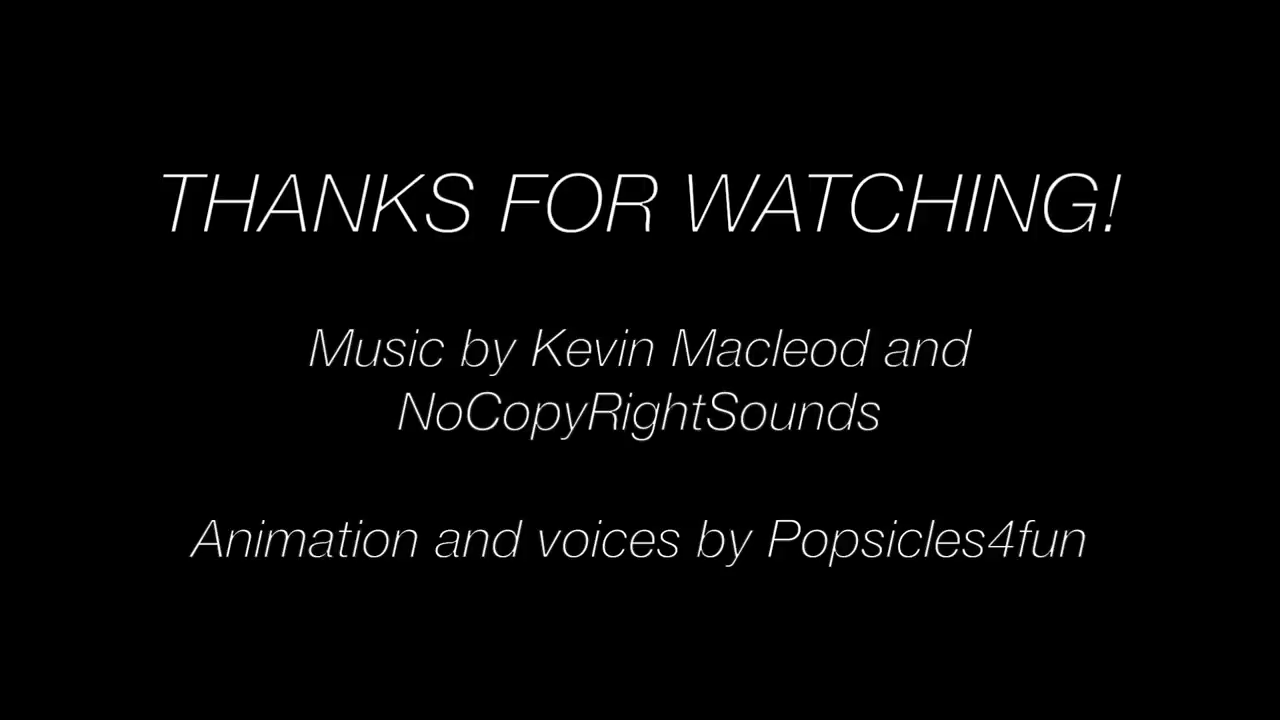 THANKS FOR WATCHING!
Music by Kevin Macleod and
NoCopyRightSounds
Animation and voices by Popsicles4fun